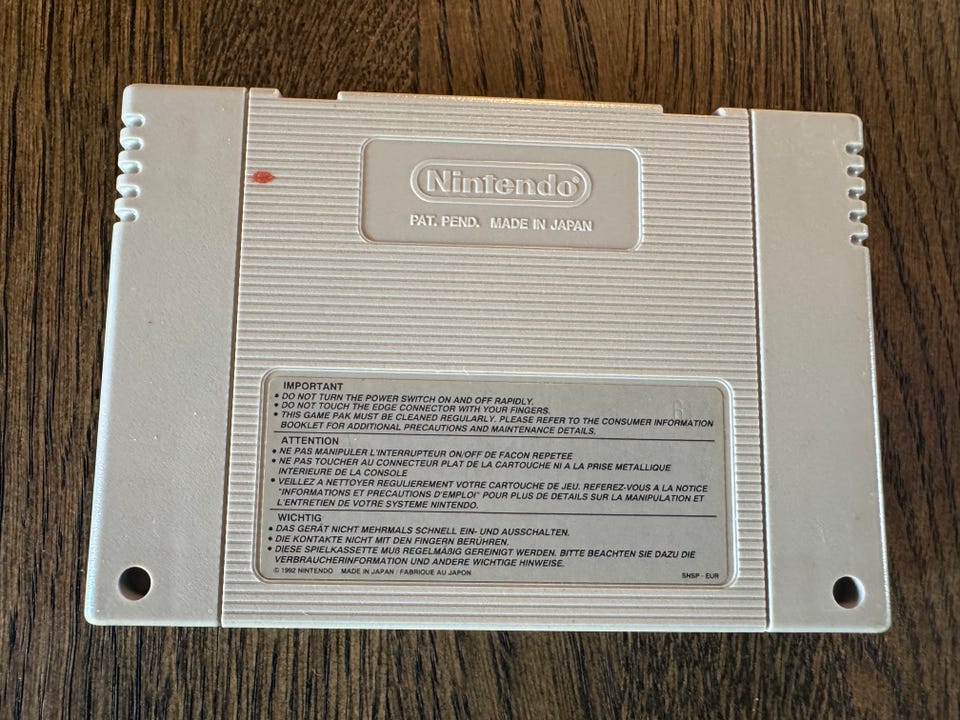 Nintendo®
PAT. PEND. MADE IN JAPAN
IMPORTANT
• DO NOT TURN THE POWER SWITCH ON AND OFF RAPIDLY.
• DO NOT TOUCH THE EDGE CONNECTOR WITH YOUR FINGERS.
• THIS GAME PAK MUST BE CLEANED REGULARLY. PLEASE REFER TO THE CONSUMER INFORMATION
BOOKLET FOR ADDITIONAL PRECAUTIONS AND MAINTENANCE DETAILS.
ATTENTION
• NE PAS MANIPULER L'INTERRUPTEUR ON/OFF DE FACON REPETEE
• NE PAS TOUCHER AU CONNECTEUR PLAT DE LA CARTOUCHE NI A LA PRISE METALLIQUE
INTERIEURE DE LA CONSOLE
• VEILLEZ A NETTOYER REGULIEREMENT VOTRE CARTOUCHE DE JEU. REFEREZ-VOUS A LA NOTICE
"INFORMATIONS ET PRECAUTIONS D'EMPLOI" POUR PLUS DE DETAILS SUR LA MANIPULATION ET
L'ENTRETIEN DE VOTRE SYSTEME NINTENDO.
WICHTIG
• DAS GERÄT NICHT MEHRMALS SCHNELL EIN- UND AUSSCHALTEN.
• DIE KONTAKTE NICHT MIT DEN FINGERN BERÜHREN.
• DIESE SPIELKASSETTE MUß REGELMÄßIG GEREINIGT WERDEN. BITTE BEACHTEN SIE DAZU DIE
VERBRAUCHERINFORMATION UND ANDERE WICHTIGE HINWEISE.
© 1992 NINTENDO MADE IN JAPAN / FABRIQUE AU JAPON SNSP - EUR